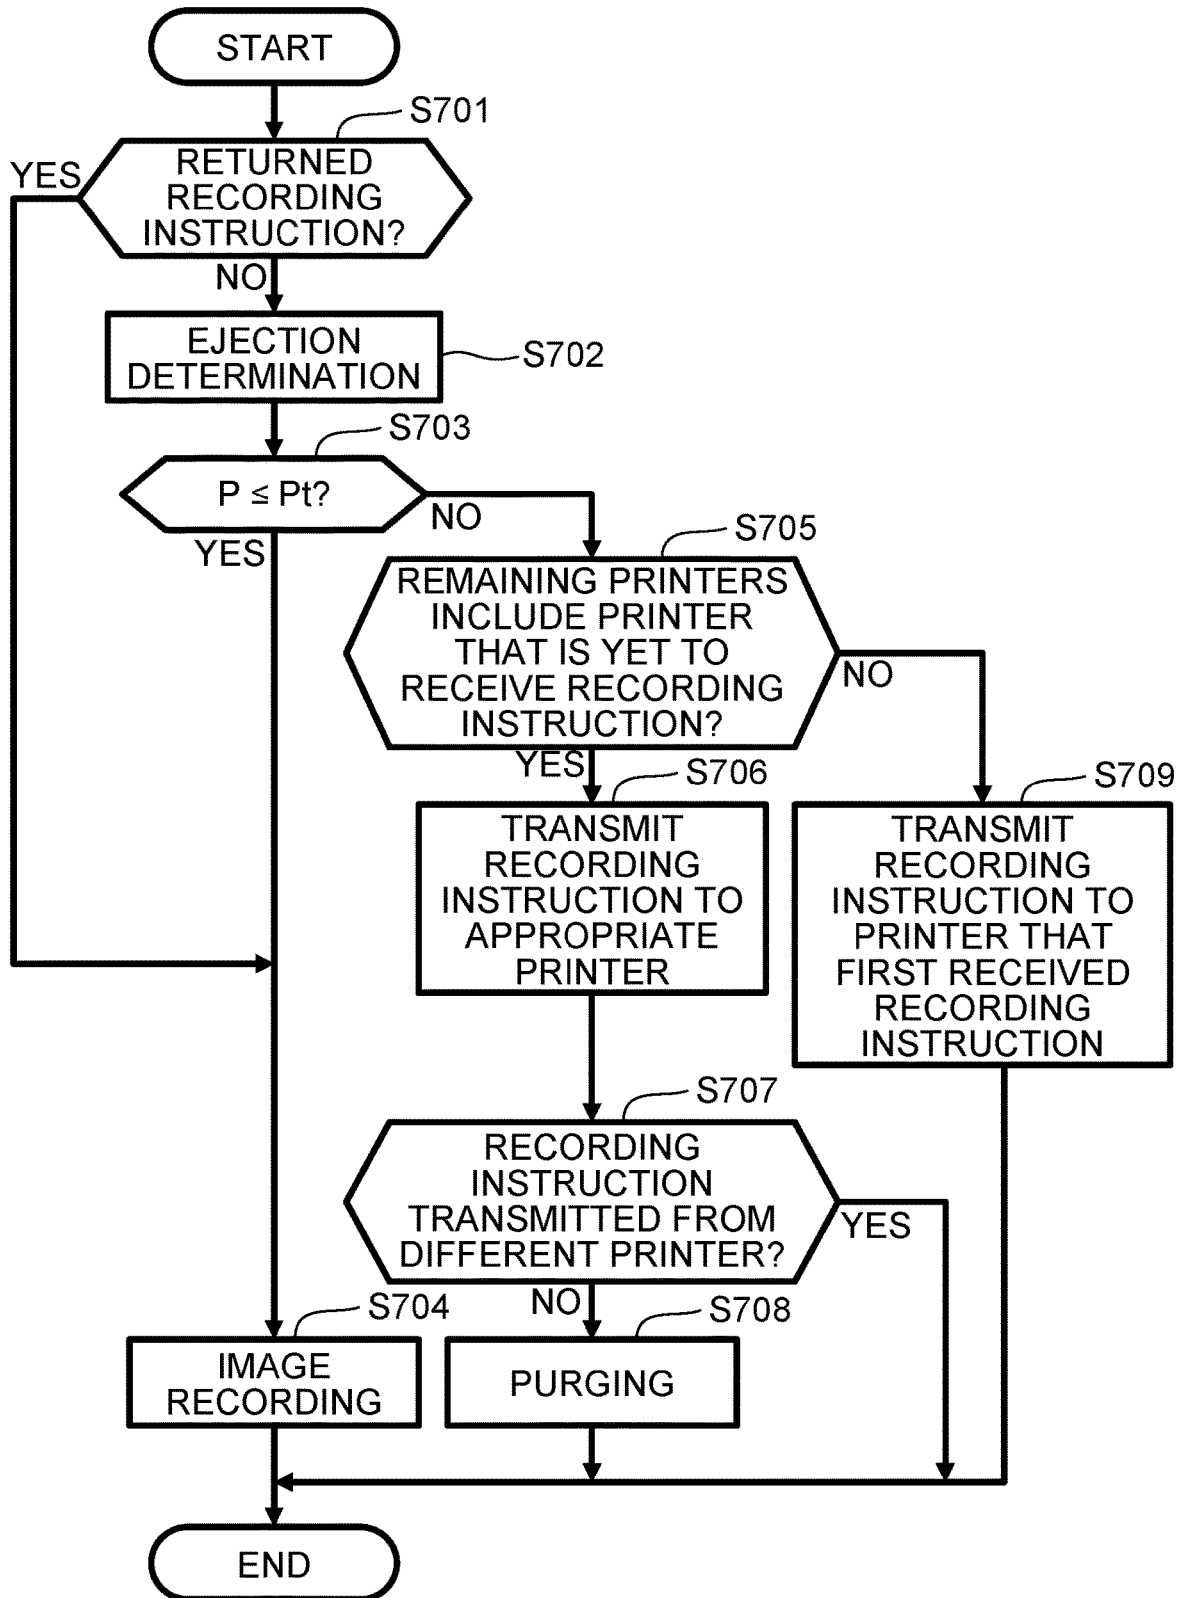 START
S701
RETURNED
RECORDING
INSTRUCTION?
YES
NO
EJECTION
DETERMINATION
S702
S703
P ≤ Pt?
NO
YES
S705
REMAINING PRINTERS
INCLUDE PRINTER
THAT IS YET TO
RECEIVE RECORDING
INSTRUCTION?
NO
YES
S706
TRANSMIT
RECORDING
INSTRUCTION TO
APPROPRIATE
PRINTER
S709
TRANSMIT
RECORDING
INSTRUCTION TO
PRINTER THAT
FIRST RECEIVED
RECORDING
INSTRUCTION
S707
RECORDING
INSTRUCTION
TRANSMITTED FROM
DIFFERENT PRINTER?
YES
NO
S704
IMAGE
RECORDING
S708
PURGING
END